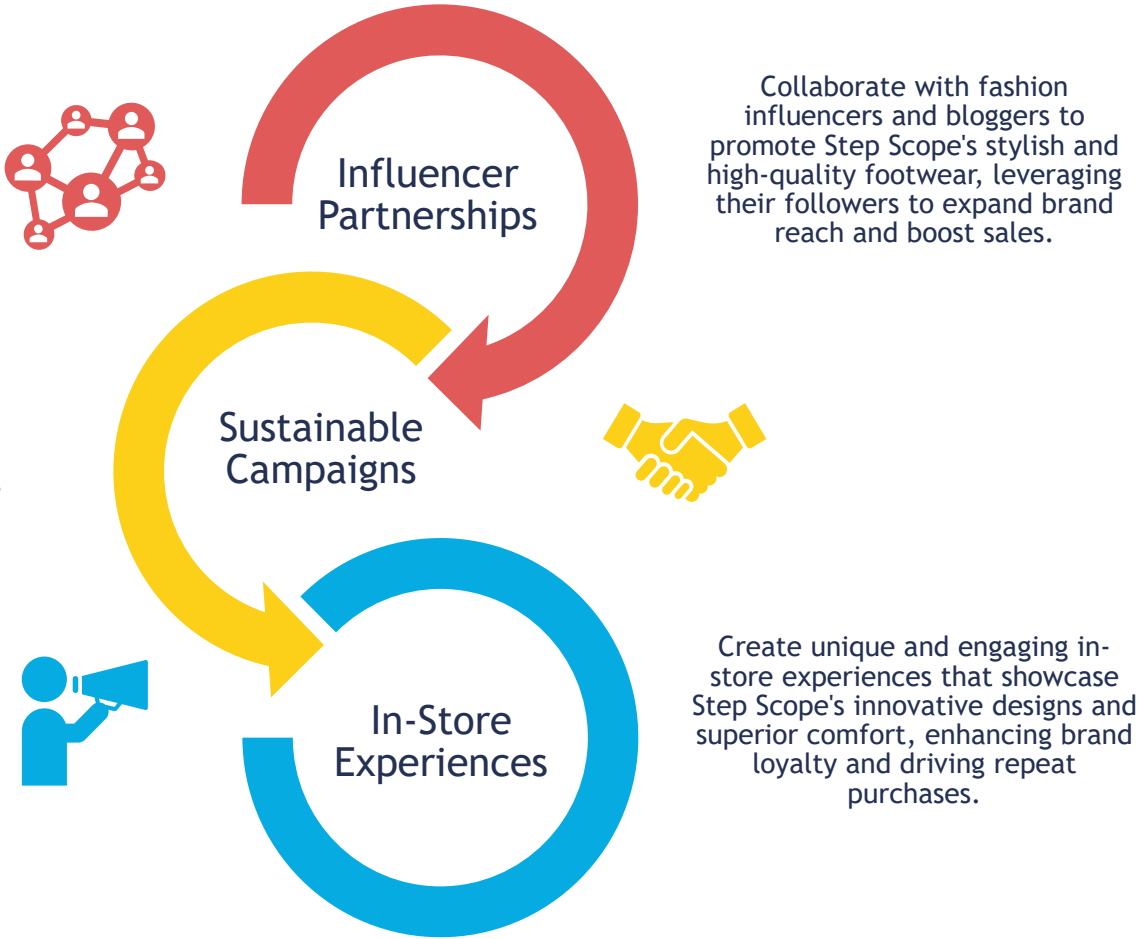 Influencer
Partnerships
Collaborate with fashion
influencers and bloggers to
promote Step Scope's stylish and
high-quality footwear, leveraging
their followers to expand brand
reach and boost sales.
Sustainable
Campaigns
In-Store
Experiences
Create unique and engaging in-
store experiences that showcase
Step Scope's innovative designs and
superior comfort, enhancing brand
loyalty and driving repeat
purchases.